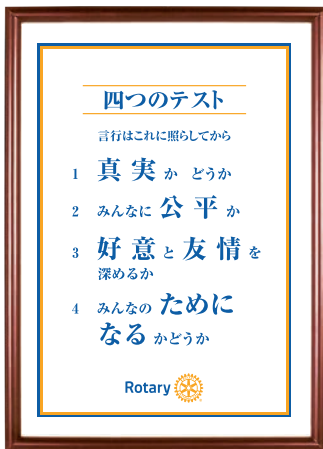 四つのテスト
言行はこれに照らしてから
1 真実か どうか
2 みんなに 公平 か
3 好意と友情を
深めるか
4 みんなの ために
なる かどうか
Rotary